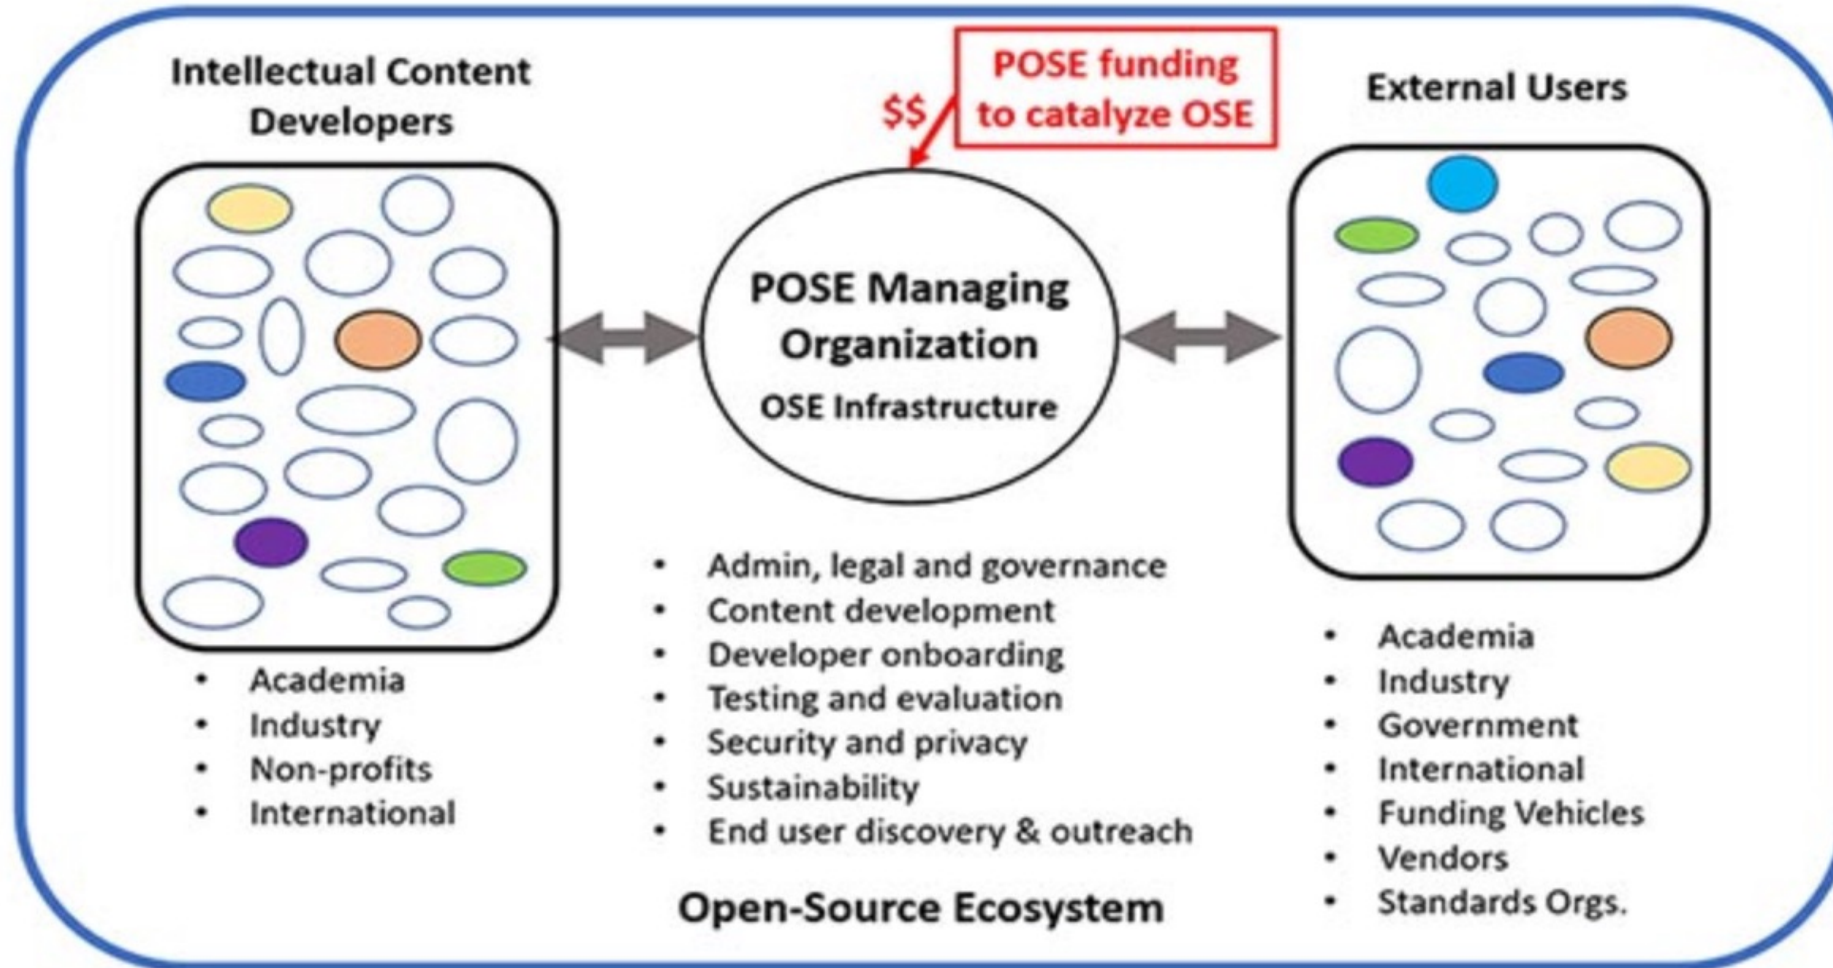 Intellectual Content
Developers
$$
POSE funding
to catalyze OSE
External Users
POSE Managing
Organization
OSE Infrastructure
• Academia
• Industry
• Non-profits
• International
• Admin, legal and governance
• Content development
• Developer onboarding
• Testing and evaluation
• Security and privacy
• Sustainability
• End user discovery & outreach
• Academia
• Industry
• Government
• International
• Funding Vehicles
• Vendors
• Standards Orgs.
Open-Source Ecosystem